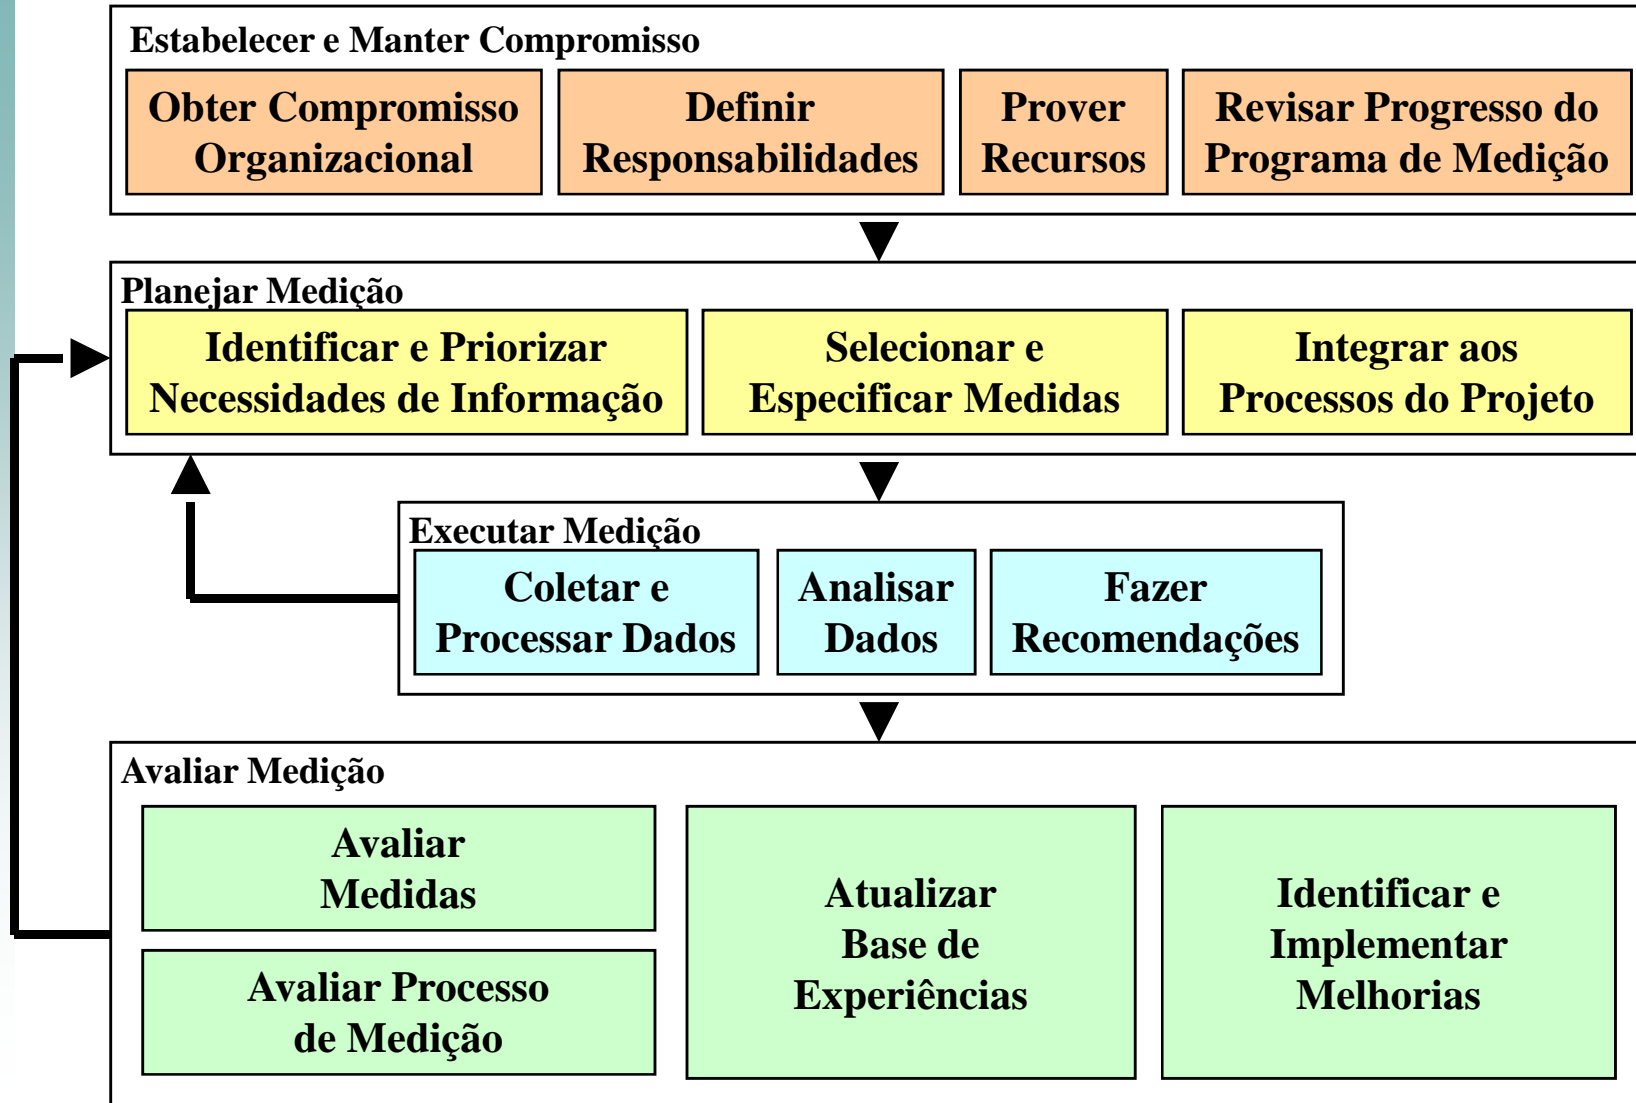 Estabelecer e Manter Compromisso
Obter Compromisso
Organizacional
Definir
Responsabilidades
Prover
Recursos
Revisar Progresso do
Programa de Medição
Planejar Medição
Identificar e Priorizar
Necessidades de Informação
Selecionar e
Especificar Medidas
Integrar aos
Processos do Projeto
Executar Medição
Coletar e
Processar Dados
Analisar
Dados
Fazer
Recomendações
Avaliar Medição
Avaliar
Medidas
Avaliar Processo
de Medição
Atualizar
Base de
Experiências
Identificar e
Implementar
Melhorias